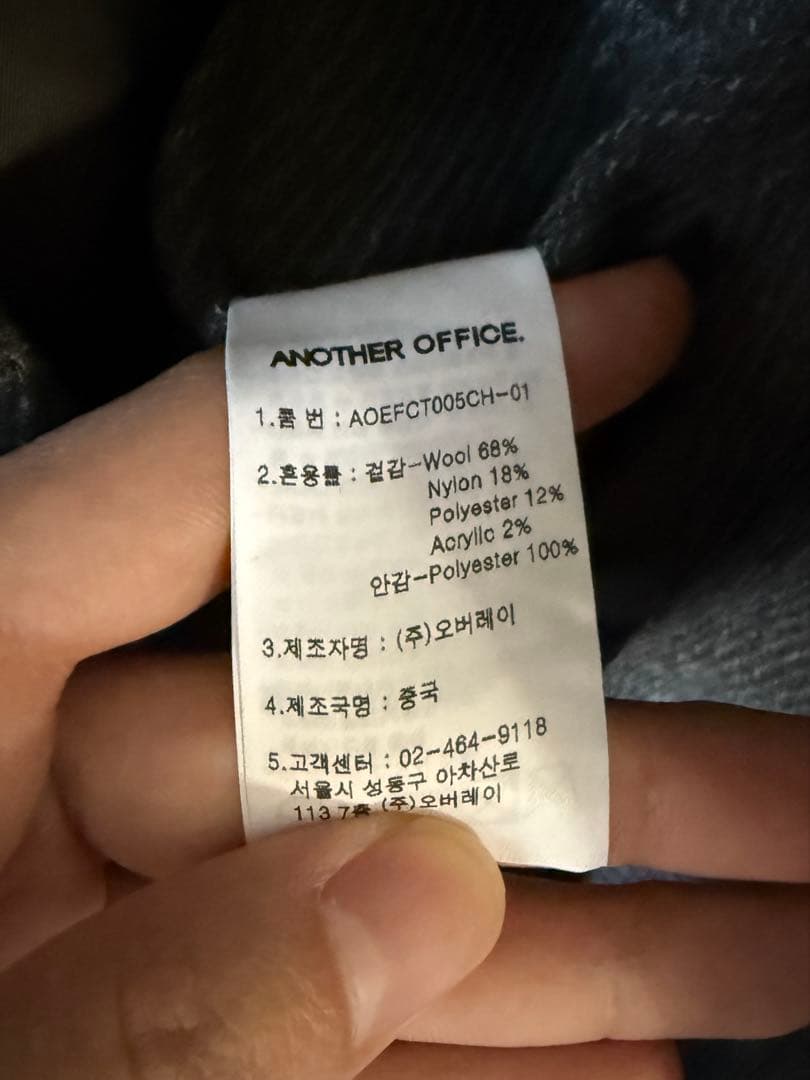 ANOTHER OFFICE.
1.품 번 : AOEFCT005CH-01
2.혼용률 : 겉감-Wool 68%
Nylon 18%
Polyester 12%
Acrylic 2%
안감-Polyester 100%
3.제조자명 : (주)오버레이
4.제조국명 : 중국
5.고객센터 : 02-464-9118
서울시 성동구 아차산로
113 7층 (주)오버레이